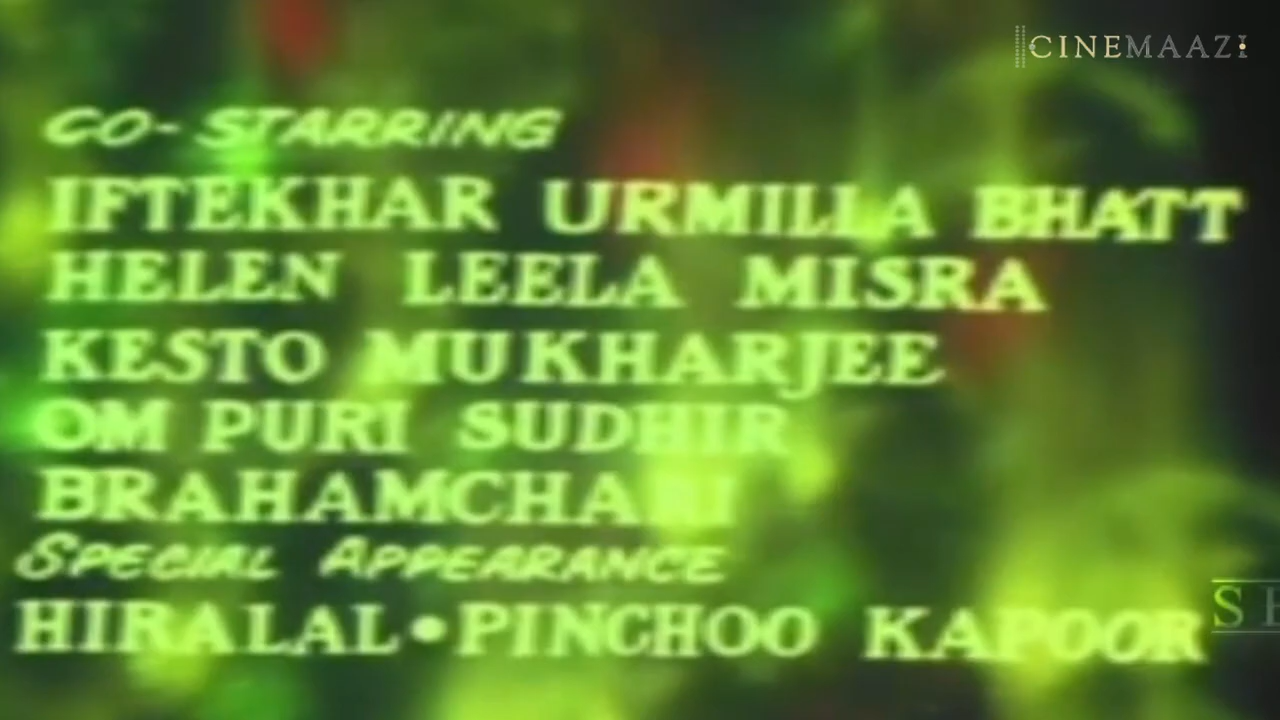 CINEMAAZI
CO-STARRING
IFTEKHAR URMILLA BHATT
HELEN LEELA MISRA
KESTO MUKHARJEE
OM PURI SUDHIR
BRAHAMCHARI
SPECIAL APPEARANCE
HIRALAL•PINCHOO KAPOOR